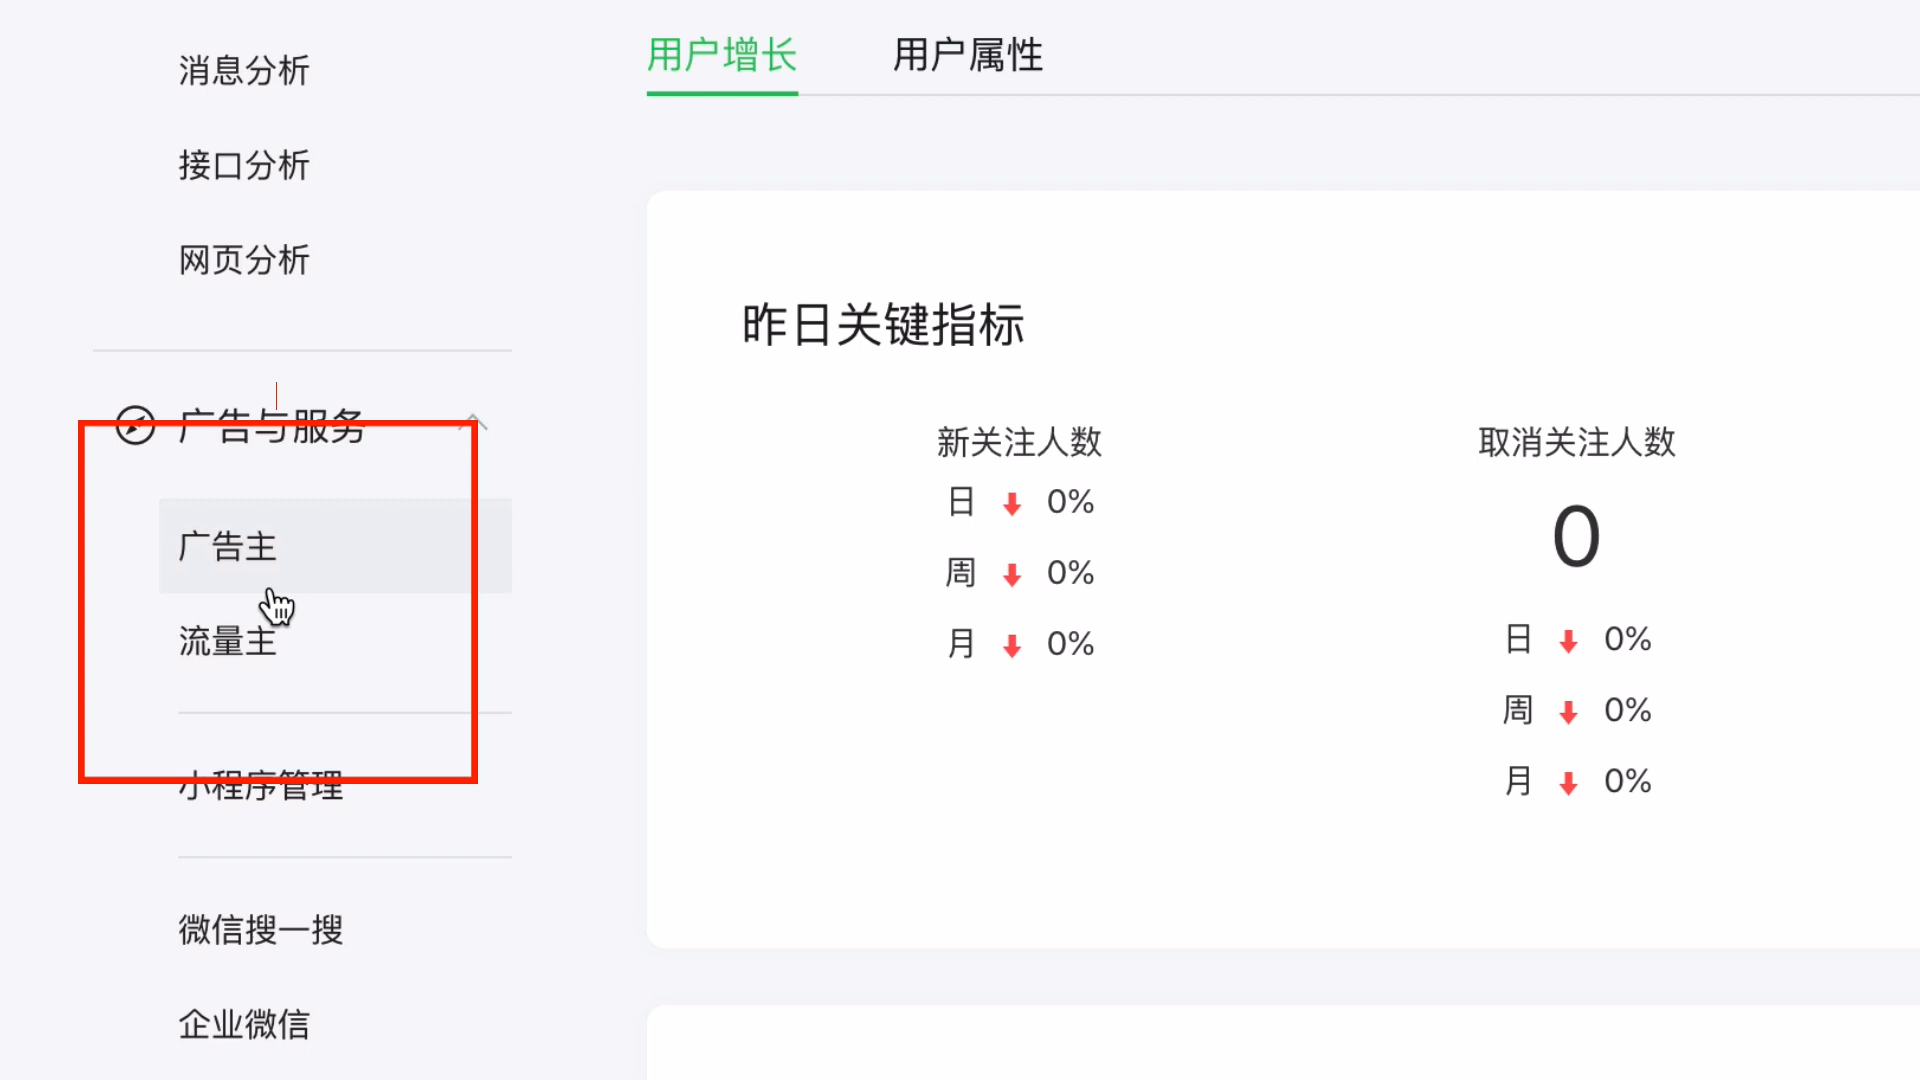 消息分析
接口分析
网页分析
广告与服务
广告主
流量主
小程序管理
微信搜一搜
企业微信
用户增长 用户属性
昨日关键指标
新关注人数
日 0%
周 0%
月 0%
取消关注人数
0
日 0%
周 0%
月 0%